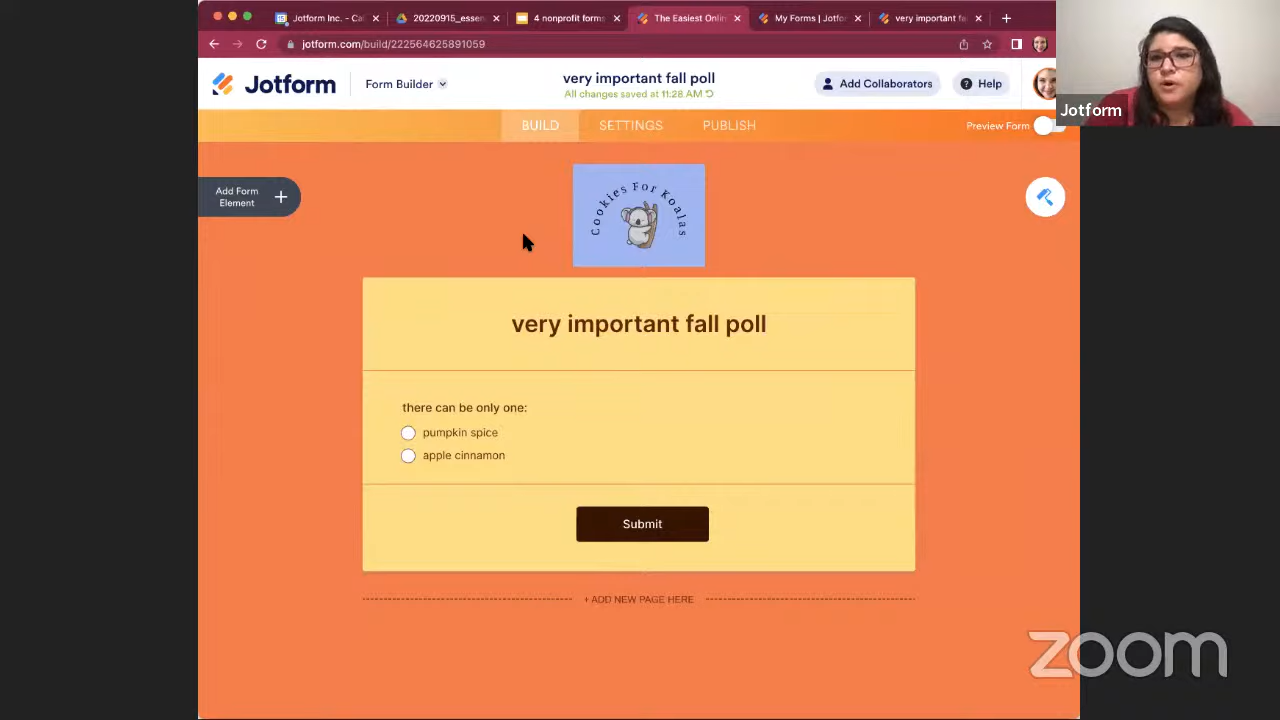 Jotform Inc. - Cal
20220915_essen
4 nonprofit forms
The Easiest Onlin
My Forms | Jotfo
very important fa
jotform.com/build/222564625891059
Jotform
Form Builder
very important fall poll
All changes saved at 11:28 AM
Add Collaborators
Help
Jotform
BUILD
SETTINGS
PUBLISH
Preview Form
Add Form
Element
Cookies For Koalas
very important fall poll
there can be only one:
pumpkin spice
apple cinnamon
Submit
+ ADD NEW PAGE HERE
zoom